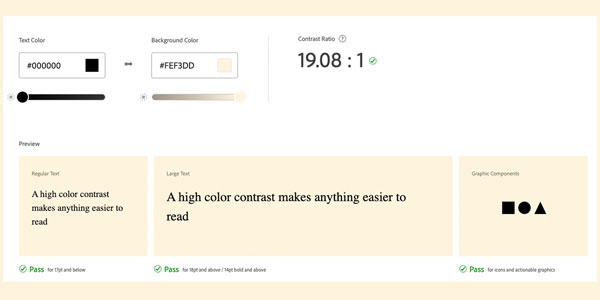 Text Color
Background Color
Contrast Ratio ?
#000000
#FEF3DD
19.08 : 1
Preview
Regular Text
A high color contrast
makes anything easier to
read
Large Text
A high color contrast makes anything easier to
read
Graphic Components
Pass for 17pt and below
Pass for 18pt and above / 14pt bold and above
Pass for icons and actionable graphics